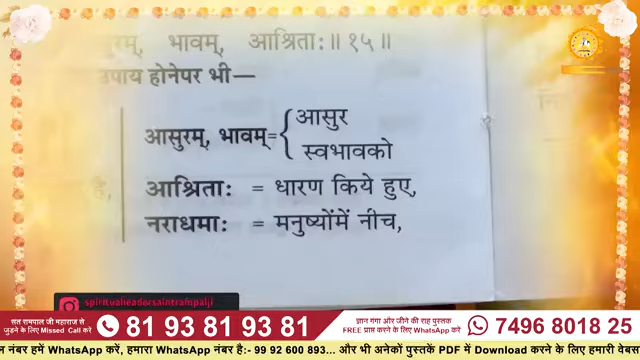 भावम्, आश्रिताः ॥ १५ ॥
उपाय होनेपर भी—
आसुरम्, भावम्= { आसुर
स्वभावको
आश्रिताः = धारण किये हुए,
नराधमाः = मनुष्योंमें नीच,
spiritualleadersaintrampalji
संत रामपाल जी महाराज से
जुड़ने के लिए Missed Call करें
81 93 81 93 81
ज्ञान गंगा और जीने की राह पुस्तक
FREE प्राप्त करने के लिए WhatsApp करें
7496 8018 25
नंबर हमें WhatsApp करें, हमारा WhatsApp नंबर है:- 99 92 600 893... और भी अनेकों पुस्तकें PDF में Download करने के लिए हमारी